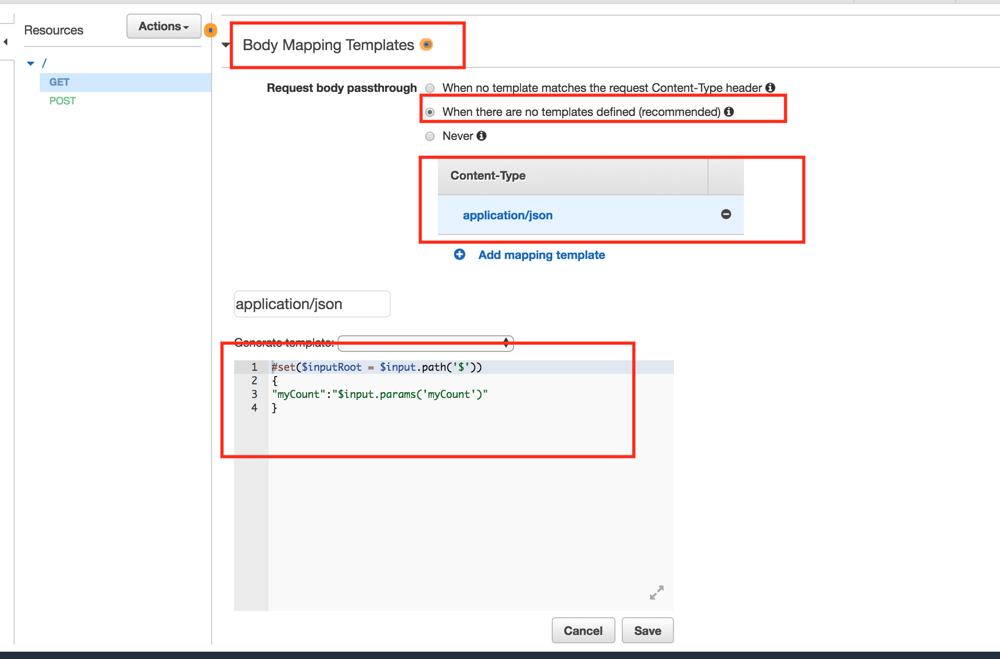 Resources
Actions
/
GET
POST
Body Mapping Templates
Request body passthrough
When no template matches the request Content-Type header
When there are no templates defined (recommended)
Never
Content-Type
application/json
Add mapping template
application/json
Generate template:
1 #set($inputRoot = $input.path('$'))
2 {
3 "myCount":"$input.params('myCount')"
4 }
Cancel
Save